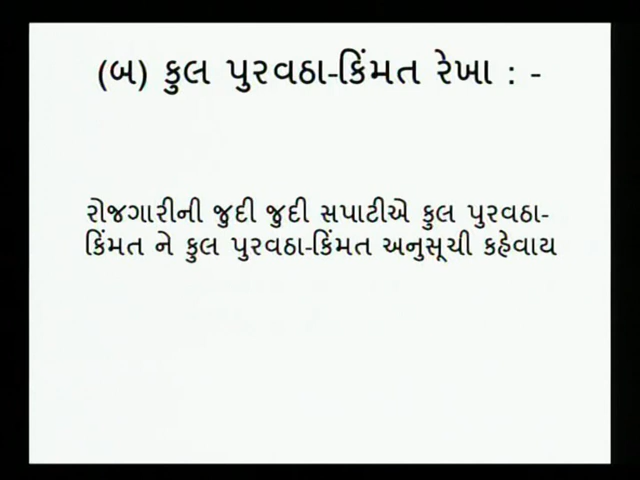 (બ) કુલ પુરવઠા-કિંમત રેખા : -
રોજગારીની જુદી જુદી સપાટીએ કુલ પુરવઠા-
કિંમત ને કુલ પુરવઠા-કિંમત અનુસૂચી કહેવાય